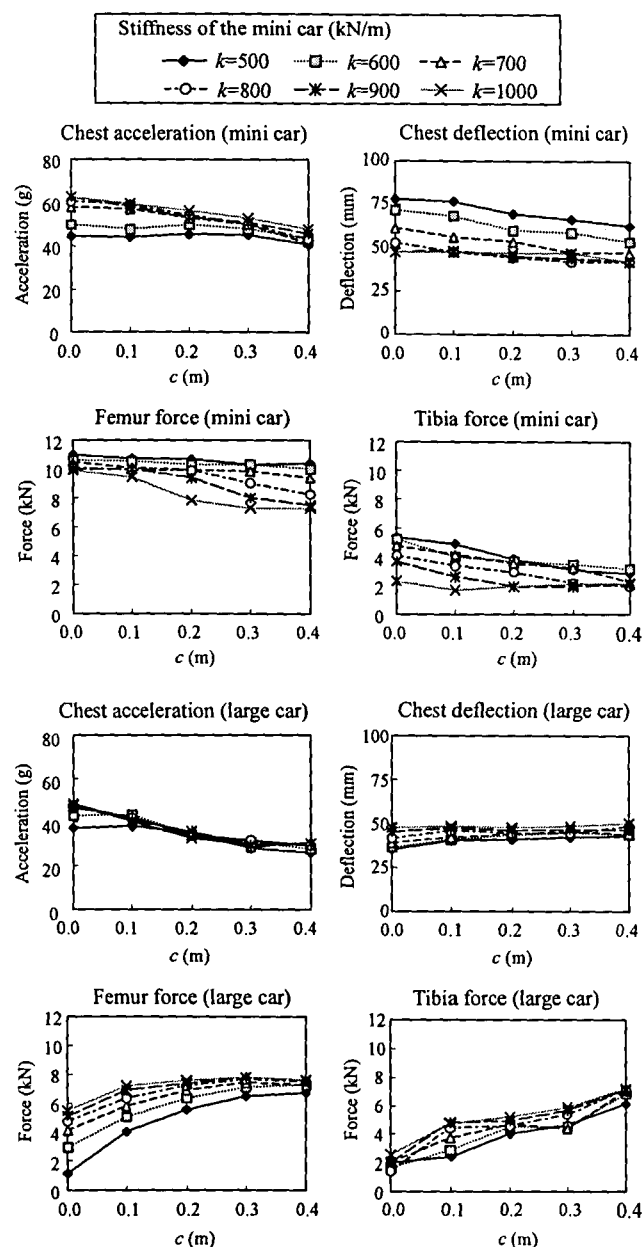 Stiffness of the mini car (kN/m)
k=500 k=600 k=700
k=800 k=900 k=1000
Chest acceleration (mini car)
Acceleration (g)
80
60
40
20
0
0.0 0.1 0.2 0.3 0.4
c (m)
Chest deflection (mini car)
Deflection (mm)
100
75
50
25
0
0.0 0.1 0.2 0.3 0.4
c (m)
Femur force (mini car)
Force (kN)
12
10
8
6
4
2
0
0.0 0.1 0.2 0.3 0.4
c (m)
Tibia force (mini car)
Force (kN)
12
10
8
6
4
2
0
0.0 0.1 0.2 0.3 0.4
c (m)
Chest acceleration (large car)
Acceleration (g)
80
60
40
20
0
0.0 0.1 0.2 0.3 0.4
c (m)
Chest deflection (large car)
Deflection (mm)
100
75
50
25
0
0.0 0.1 0.2 0.3 0.4
c (m)
Femur force (large car)
Force (kN)
12
10
8
6
4
2
0
0.0 0.1 0.2 0.3 0.4
c (m)
Tibia force (large car)
Force (kN)
12
10
8
6
4
2
0
0.0 0.1 0.2 0.3 0.4
c (m)